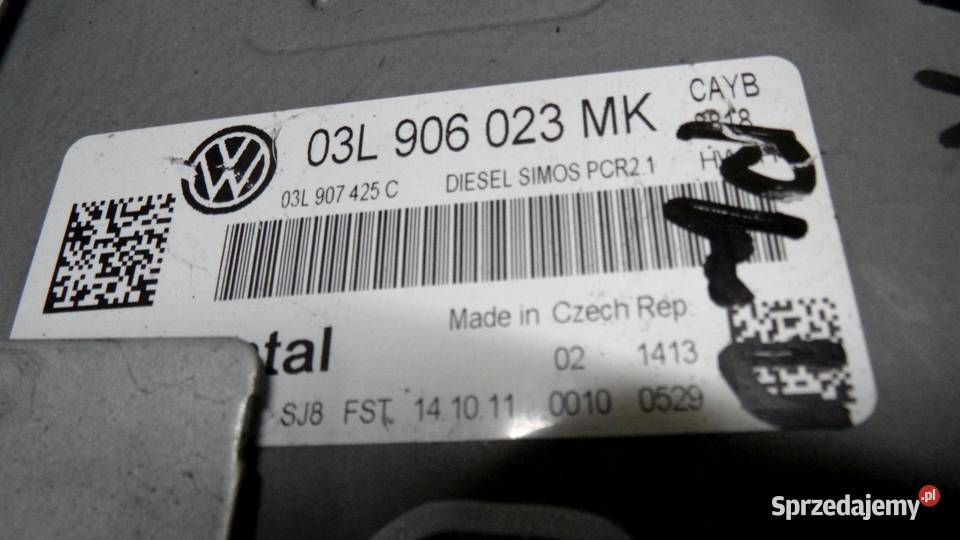 CAYB
03L 906 023 MK
03L 907 425 C DIESEL SIMOS PCR2.1
Made in Czech Rep
02 1413
SJ8 FST 14.10.11 0010 0529
Sprzedajemy.pl